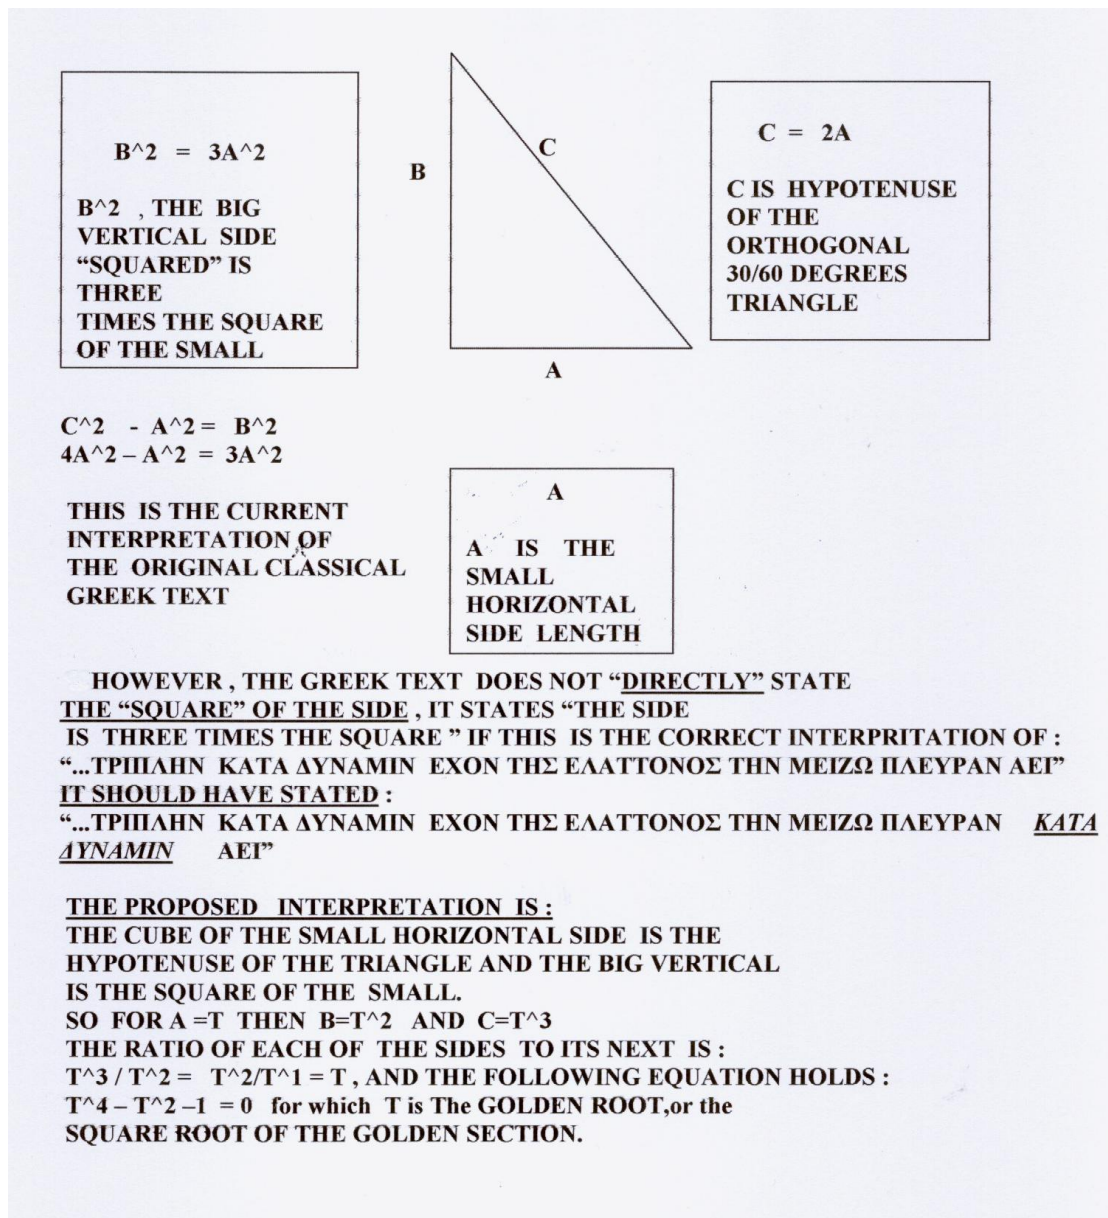 B^2 = 3A^2
B^2 , THE BIG
VERTICAL SIDE
“SQUARED” IS
THREE
TIMES THE SQUARE
OF THE SMALL
B
C
A
C = 2A
C IS HYPOTENUSE
OF THE
ORTHOGONAL
30/60 DEGREES
TRIANGLE
C^2 - A^2 = B^2
4A^2 – A^2 = 3A^2
THIS IS THE CURRENT
INTERPRETATION OF
THE ORIGINAL CLASSICAL
GREEK TEXT
A
A IS THE
SMALL
HORIZONTAL
SIDE LENGTH
HOWEVER , THE GREEK TEXT DOES NOT “DIRECTLY” STATE
THE “SQUARE” OF THE SIDE , IT STATES “THE SIDE
IS THREE TIMES THE SQUARE ” IF THIS IS THE CORRECT INTERPRITATION OF :
“...ΤΡΙΠΛΗΝ ΚΑΤΑ ΔΥΝΑΜΙΝ ΕΧΟΝ ΤΗΣ ΕΛΑΤΤΟΝΟΣ ΤΗΝ ΜΕΙΖΩ ΠΛΕΥΡΑΝ ΑΕΙ”
IT SHOULD HAVE STATED :
“...ΤΡΙΠΛΗΝ ΚΑΤΑ ΔΥΝΑΜΙΝ ΕΧΟΝ ΤΗΣ ΕΛΑΤΤΟΝΟΣ ΤΗΝ ΜΕΙΖΩ ΠΛΕΥΡΑΝ ΚΑΤΑ
ΔΥΝΑΜΙΝ ΑΕΙ”
THE PROPOSED INTERPRETATION IS :
THE CUBE OF THE SMALL HORIZONTAL SIDE IS THE
HYPOTENUSE OF THE TRIANGLE AND THE BIG VERTICAL
IS THE SQUARE OF THE SMALL.
SO FOR A =T THEN B=T^2 AND C=T^3
THE RATIO OF EACH OF THE SIDES TO ITS NEXT IS :
T^3 / T^2 = T^2/T^1 = T , AND THE FOLLOWING EQUATION HOLDS :
T^4 – T^2 –1 = 0 for which T is The GOLDEN ROOT,or the
SQUARE ROOT OF THE GOLDEN SECTION.